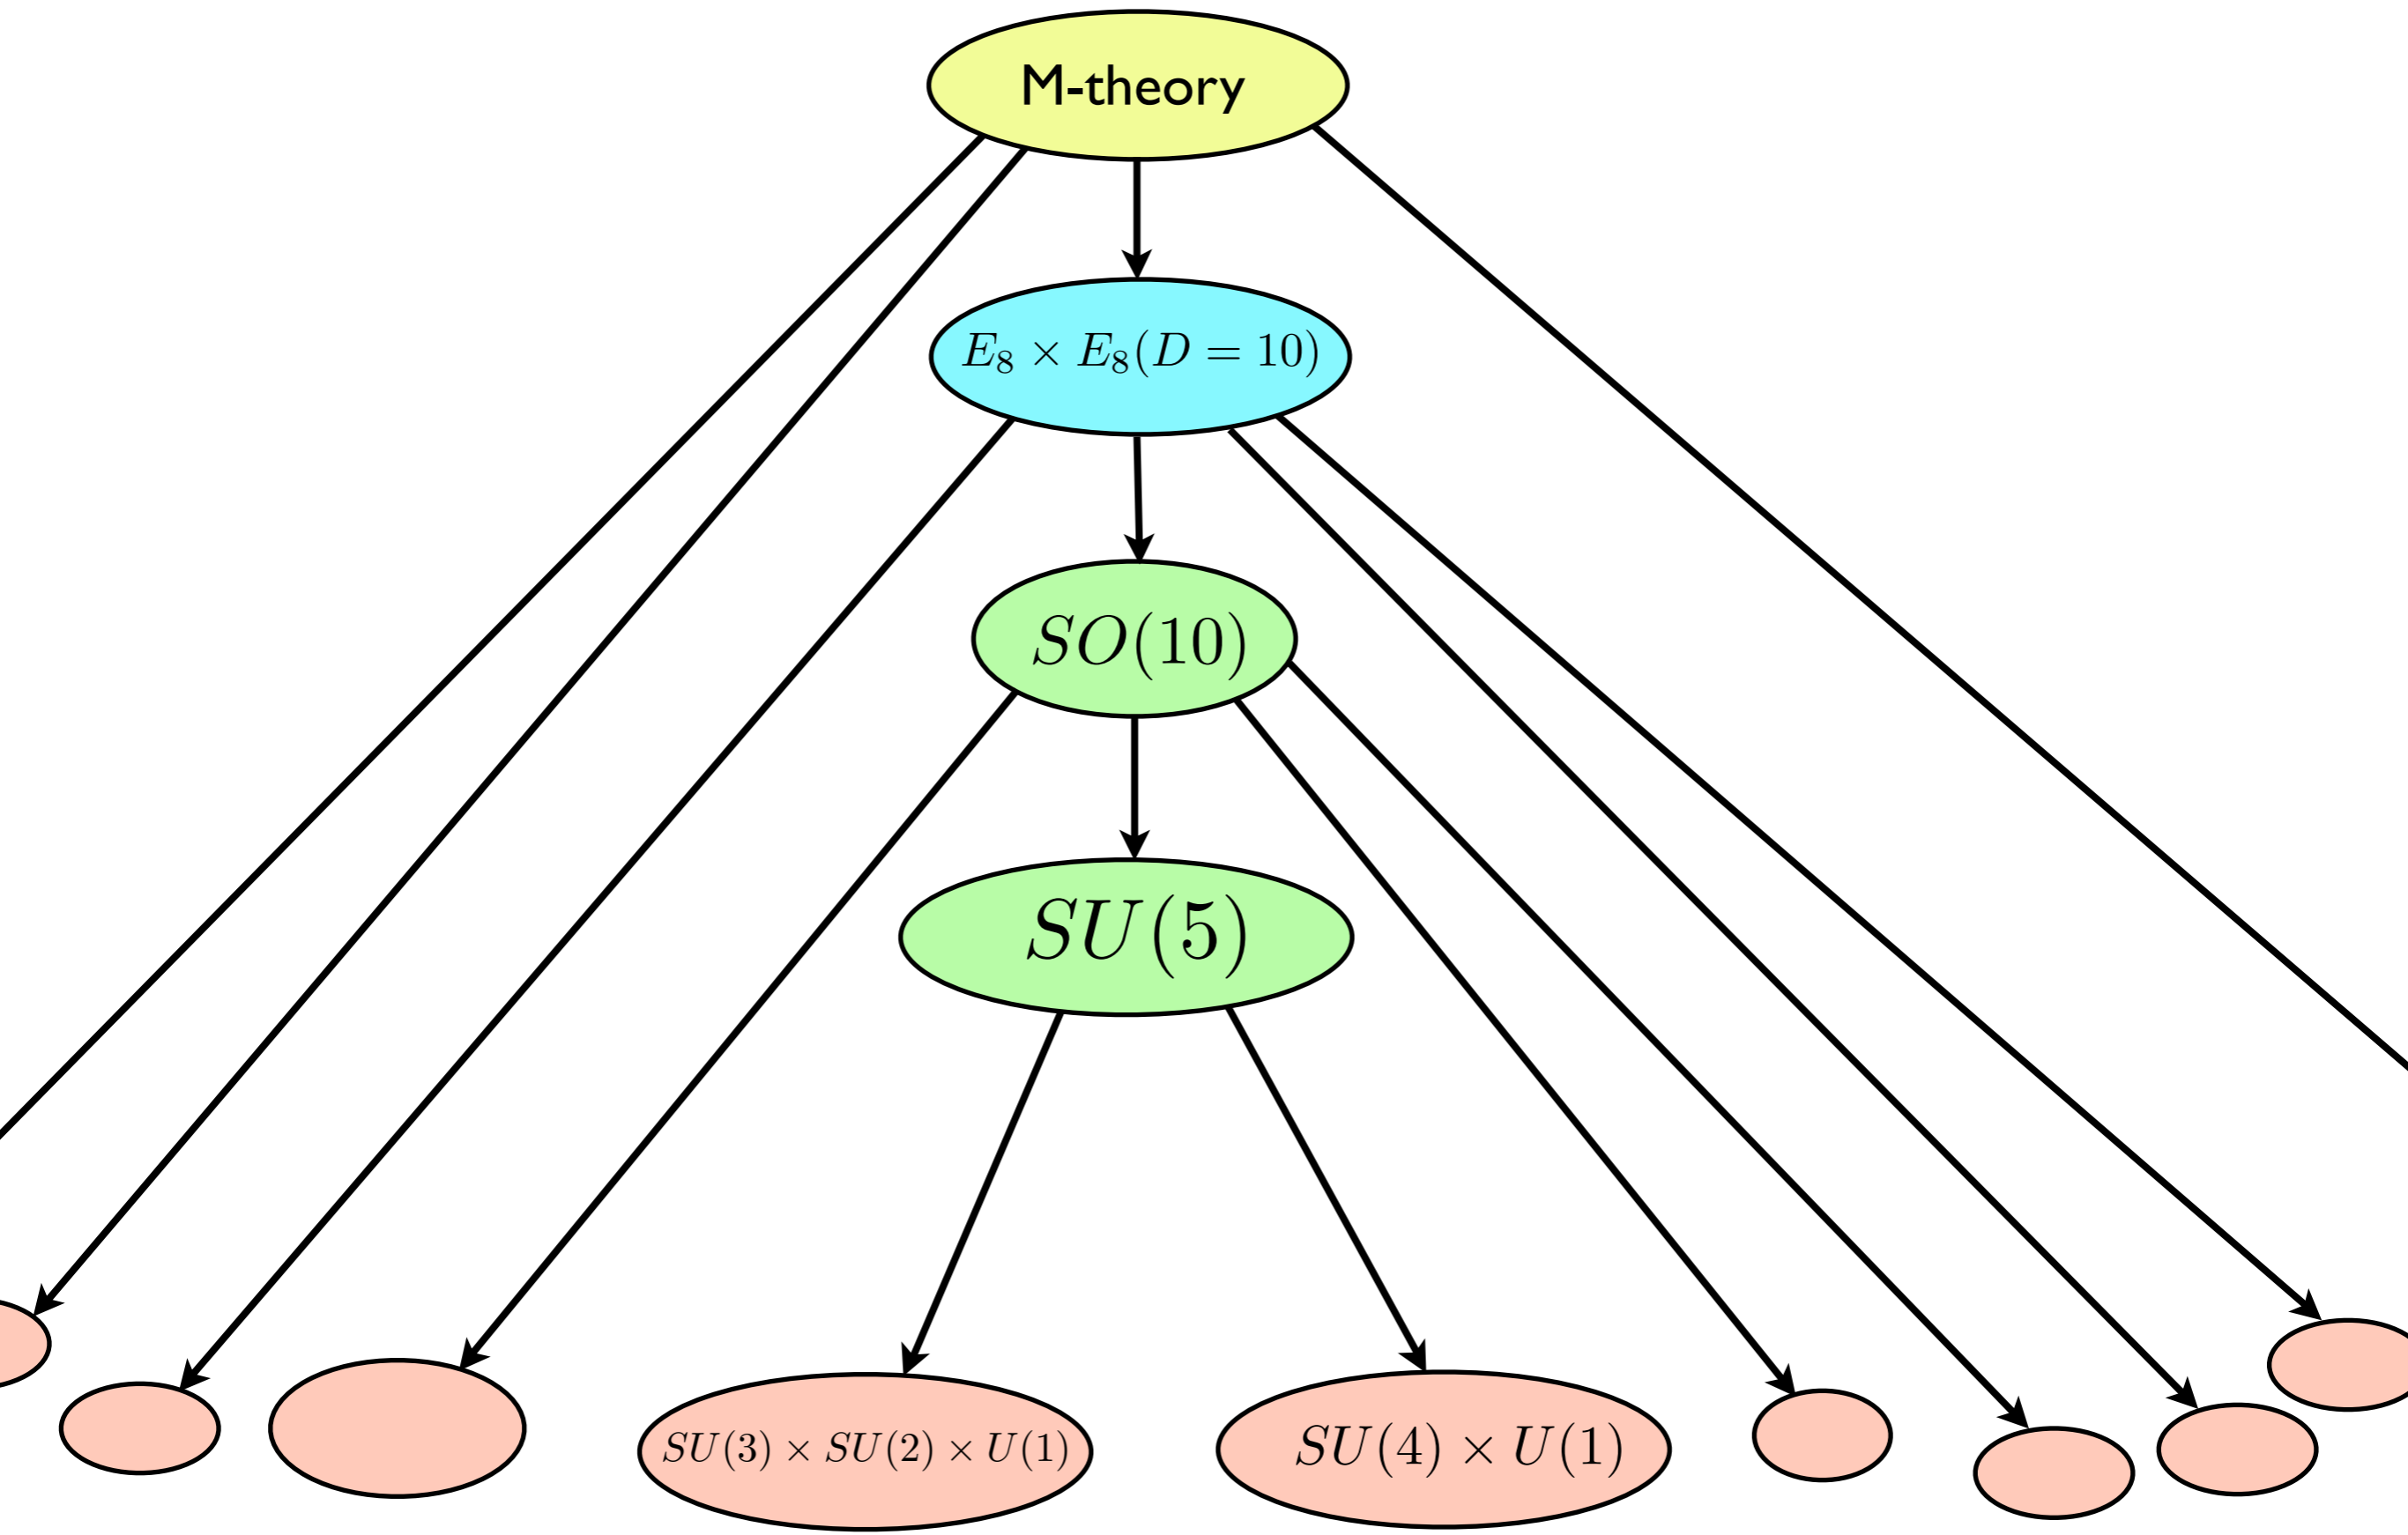 M-theory
E₈ × E₈(D = 10)
SO(10)
SU(5)
SU(3) × SU(2) × U(1)
SU(4) × U(1)